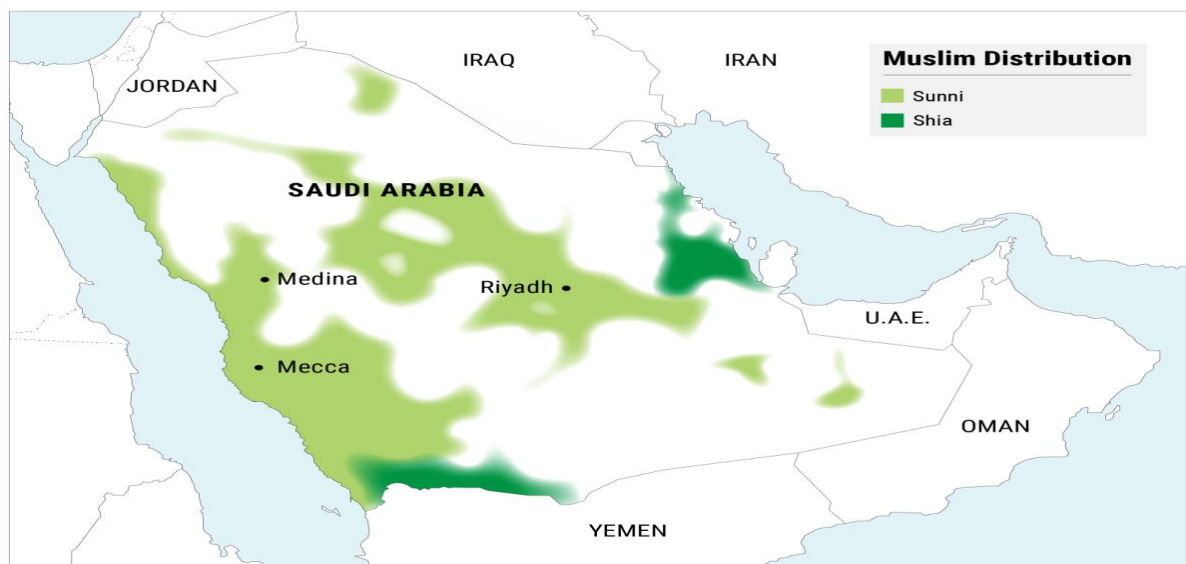 IRAQ
IRAN
Muslim Distribution
Sunni
Shia
JORDAN
SAUDI ARABIA
Medina
Riyadh
U.A.E.
Mecca
OMAN
YEMEN